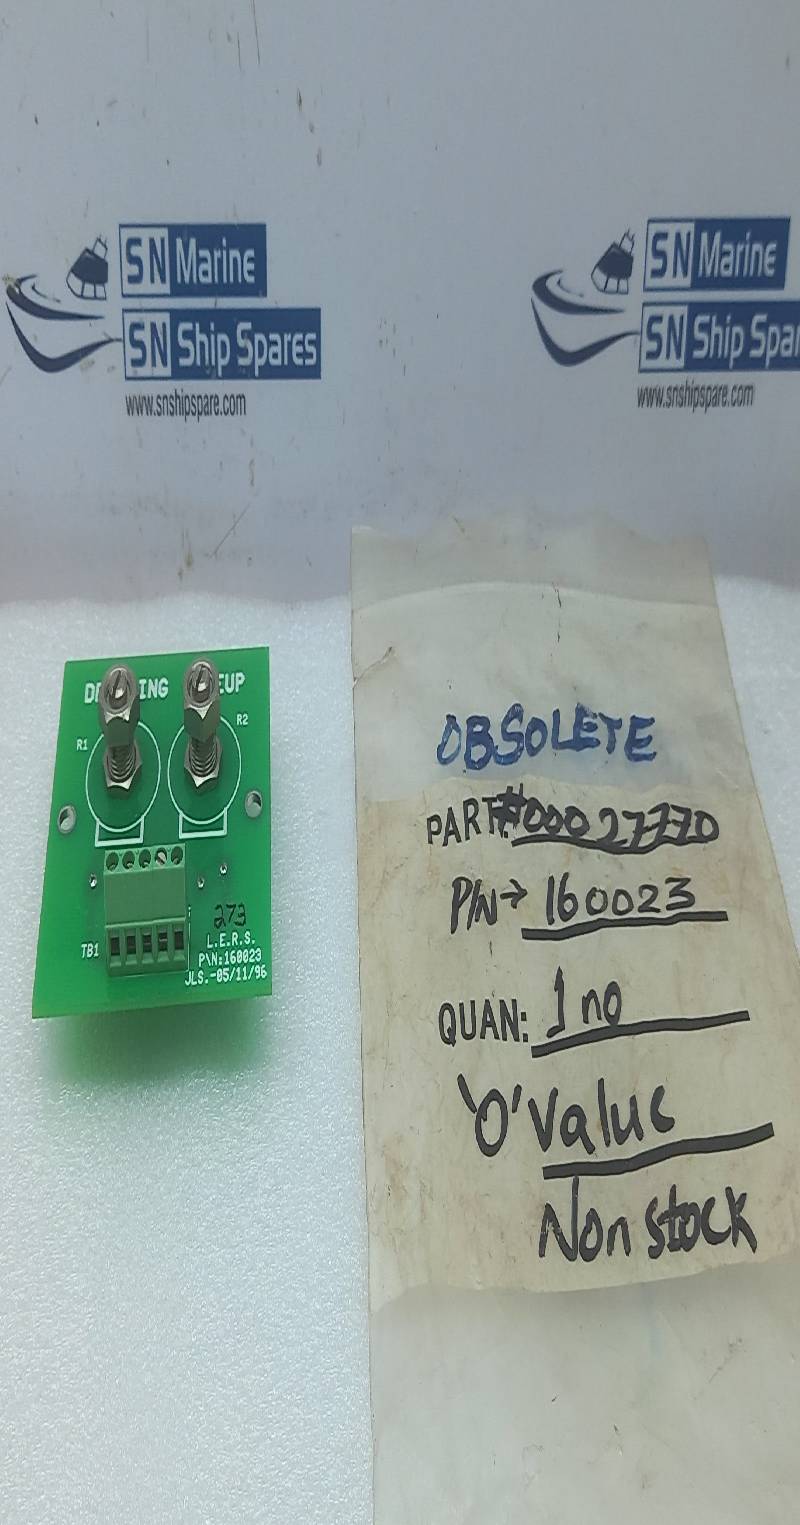 SN Marine
SN Ship Spares
www.snshipspare.com
SN Marine
SN Ship Spar
www.snshipspare.com
R1
R2
273
L.E.R.S.
P\N:160023
JLS.-05/11/96
TB1
OBSOLETE
PART:#00027770
P/N→160023
QUAN: 1 no
'O' Value
Non stock